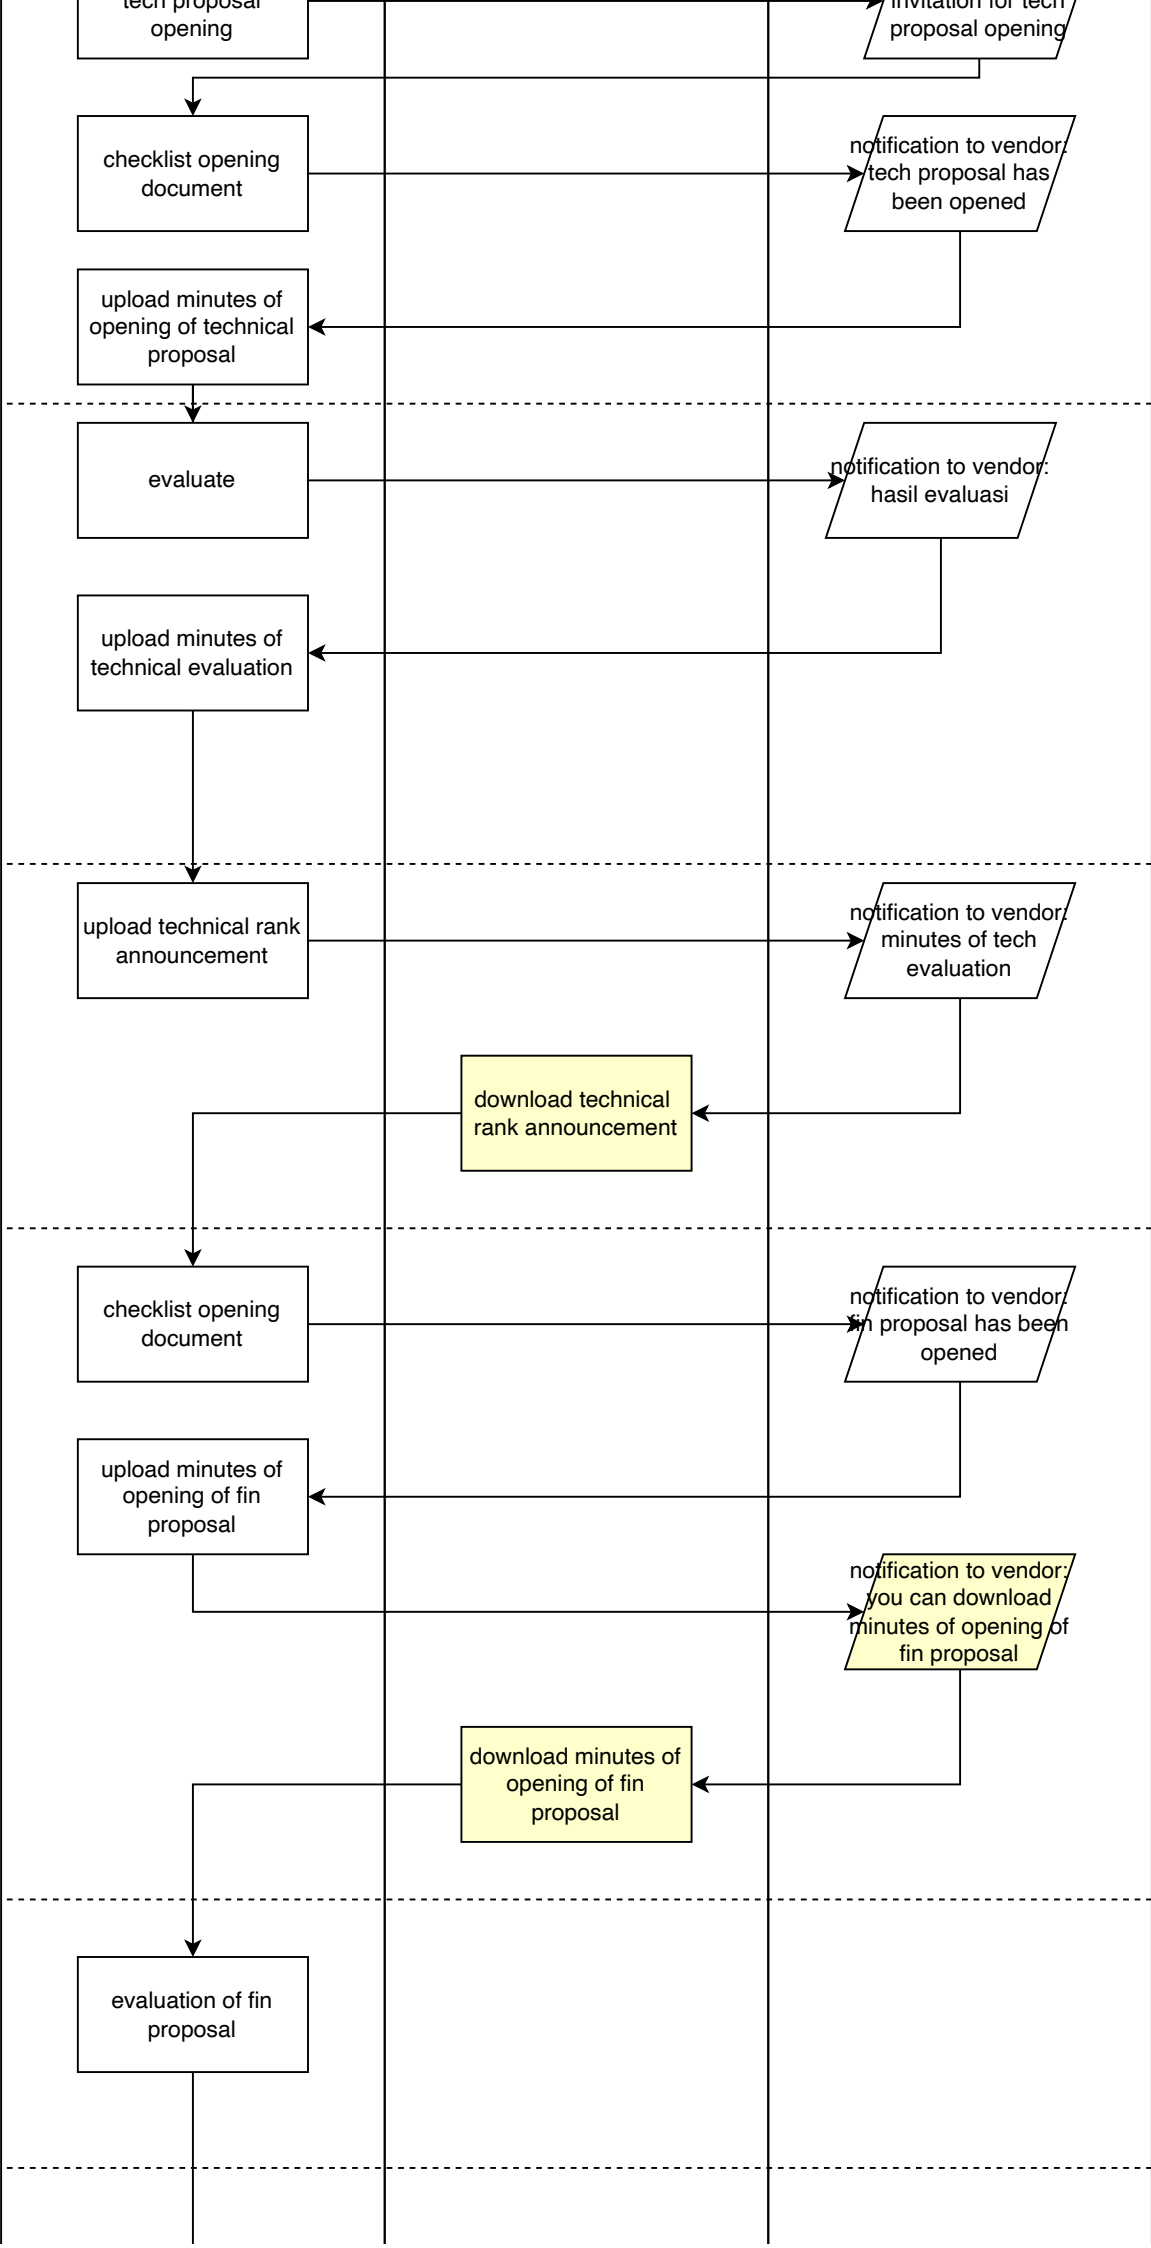 tech proposal
opening
invitation for tech
proposal opening
checklist opening
document
notification to vendor:
tech proposal has
been opened
upload minutes of
opening of technical
proposal
evaluate
notification to vendor:
hasil evaluasi
upload minutes of
technical evaluation
upload technical rank
announcement
notification to vendor:
minutes of tech
evaluation
download technical
rank announcement
checklist opening
document
notification to vendor:
fin proposal has been
opened
upload minutes of
opening of fin
proposal
notification to vendor:
you can download
minutes of opening of
fin proposal
download minutes of
opening of fin
proposal
evaluation of fin
proposal